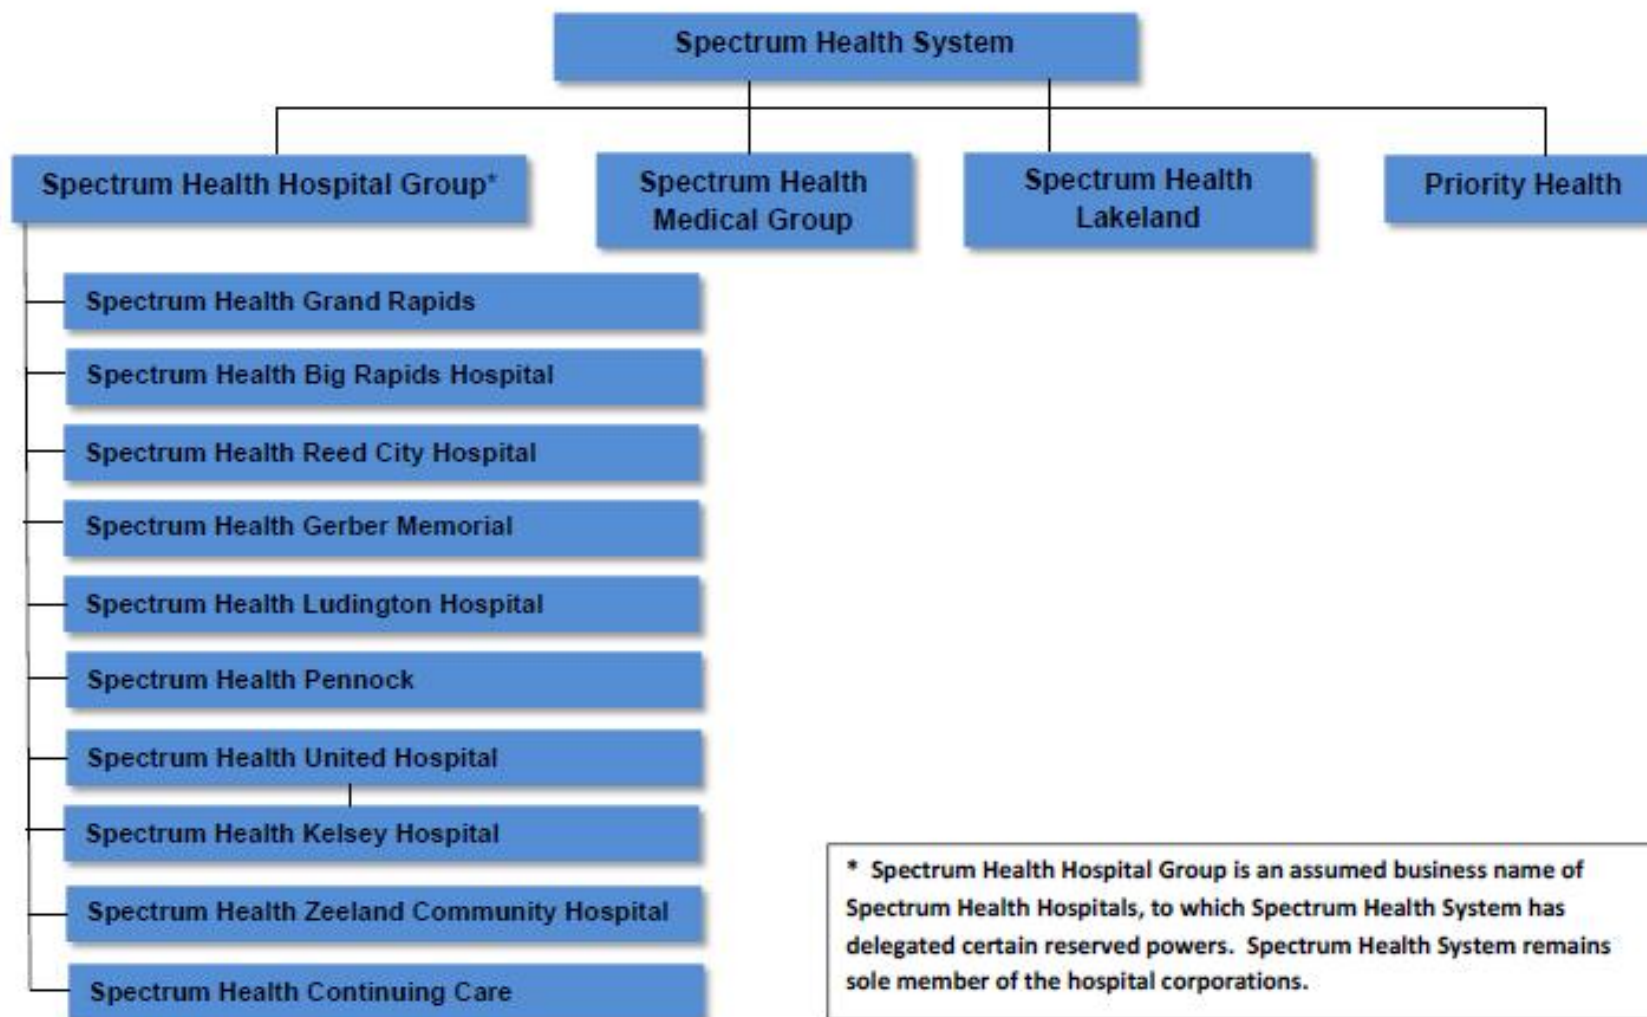 Spectrum Health System
Spectrum Health Hospital Group*
Spectrum Health
Medical Group
Spectrum Health
Lakeland
Priority Health
Spectrum Health Grand Rapids
Spectrum Health Big Rapids Hospital
Spectrum Health Reed City Hospital
Spectrum Health Gerber Memorial
Spectrum Health Ludington Hospital
Spectrum Health Pennock
Spectrum Health United Hospital
Spectrum Health Kelsey Hospital
Spectrum Health Zeeland Community Hospital
Spectrum Health Continuing Care
* Spectrum Health Hospital Group is an assumed business name of
Spectrum Health Hospitals, to which Spectrum Health System has
delegated certain reserved powers. Spectrum Health System remains
sole member of the hospital corporations.